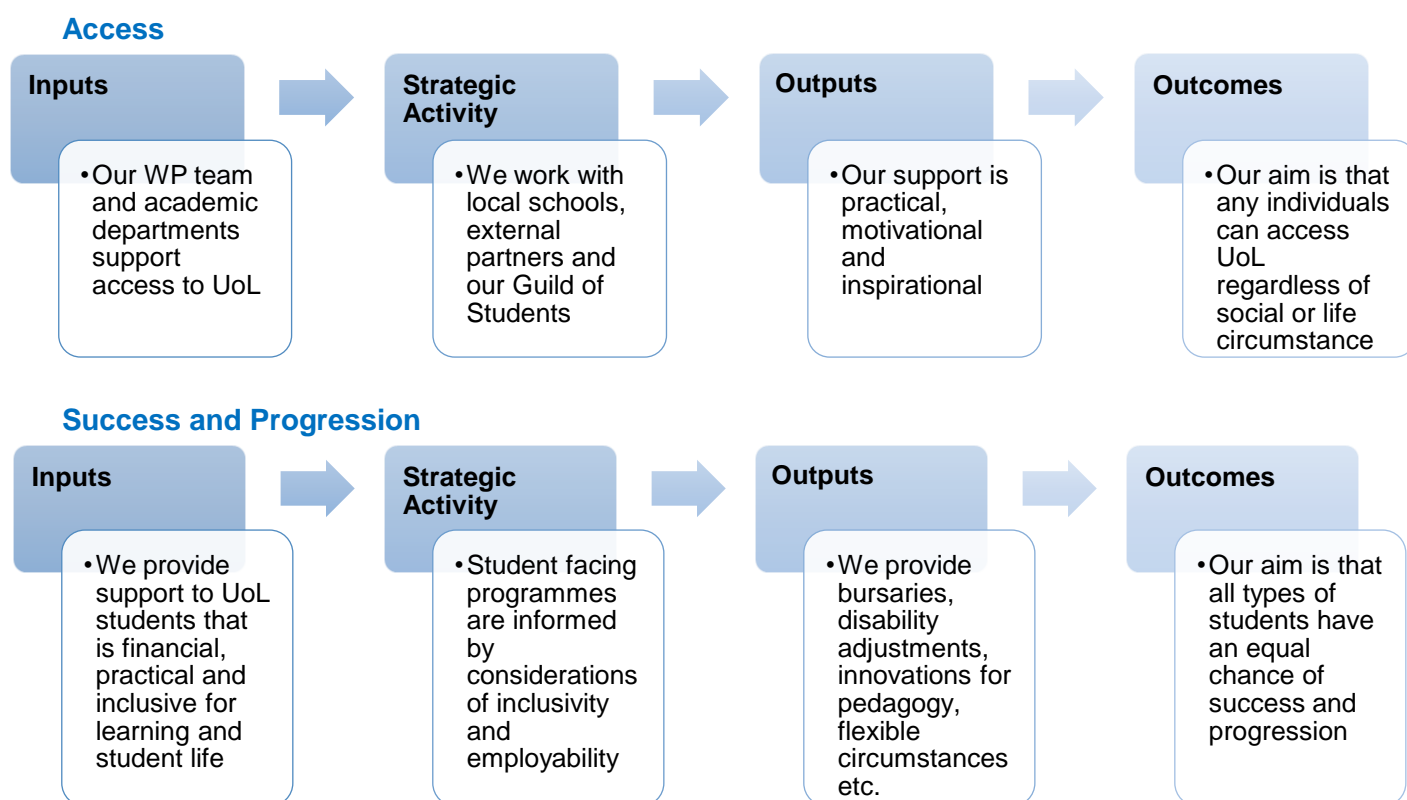 Access
Inputs
•Our WP team
and academic
departments
support
access to UoL
Strategic
Activity
•We work with
local schools,
external
partners and
our Guild of
Students
Outputs
•Our support is
practical,
motivational
and
inspirational
Outcomes
•Our aim is that
any individuals
can access
UoL
regardless of
social or life
circumstance
Success and Progression
Inputs
•We provide
support to UoL
students that
is financial,
practical and
inclusive for
learning and
student life
Strategic
Activity
•Student facing
programmes
are informed
by
considerations
of inclusivity
and
employability
Outputs
•We provide
bursaries,
disability
adjustments,
innovations for
pedagogy,
flexible
circumstances
etc.
Outcomes
•Our aim is that
all types of
students have
an equal
chance of
success and
progression